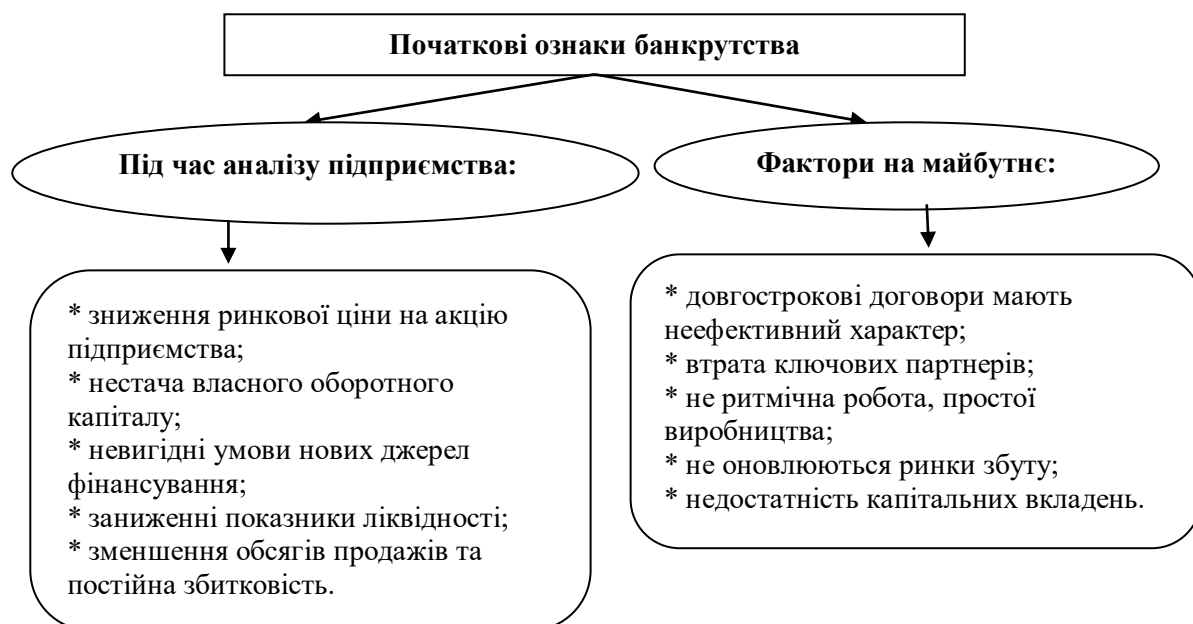 Початкові ознаки банкрутства
Під час аналізу підприємства:
* зниження ринкової ціни на акцію
підприємства;
* нестача власного оборотного
капіталу;
* невигідні умови нових джерел
фінансування;
* заниженні показники ліквідності;
* зменшення обсягів продажів та
постійна збитковість.
Фактори на майбутнє:
* довгострокові договори мають
неефективний характер;
* втрата ключових партнерів;
* не ритмічна робота, простої
виробництва;
* не оновлюються ринки збуту;
* недостатність капітальних вкладень.